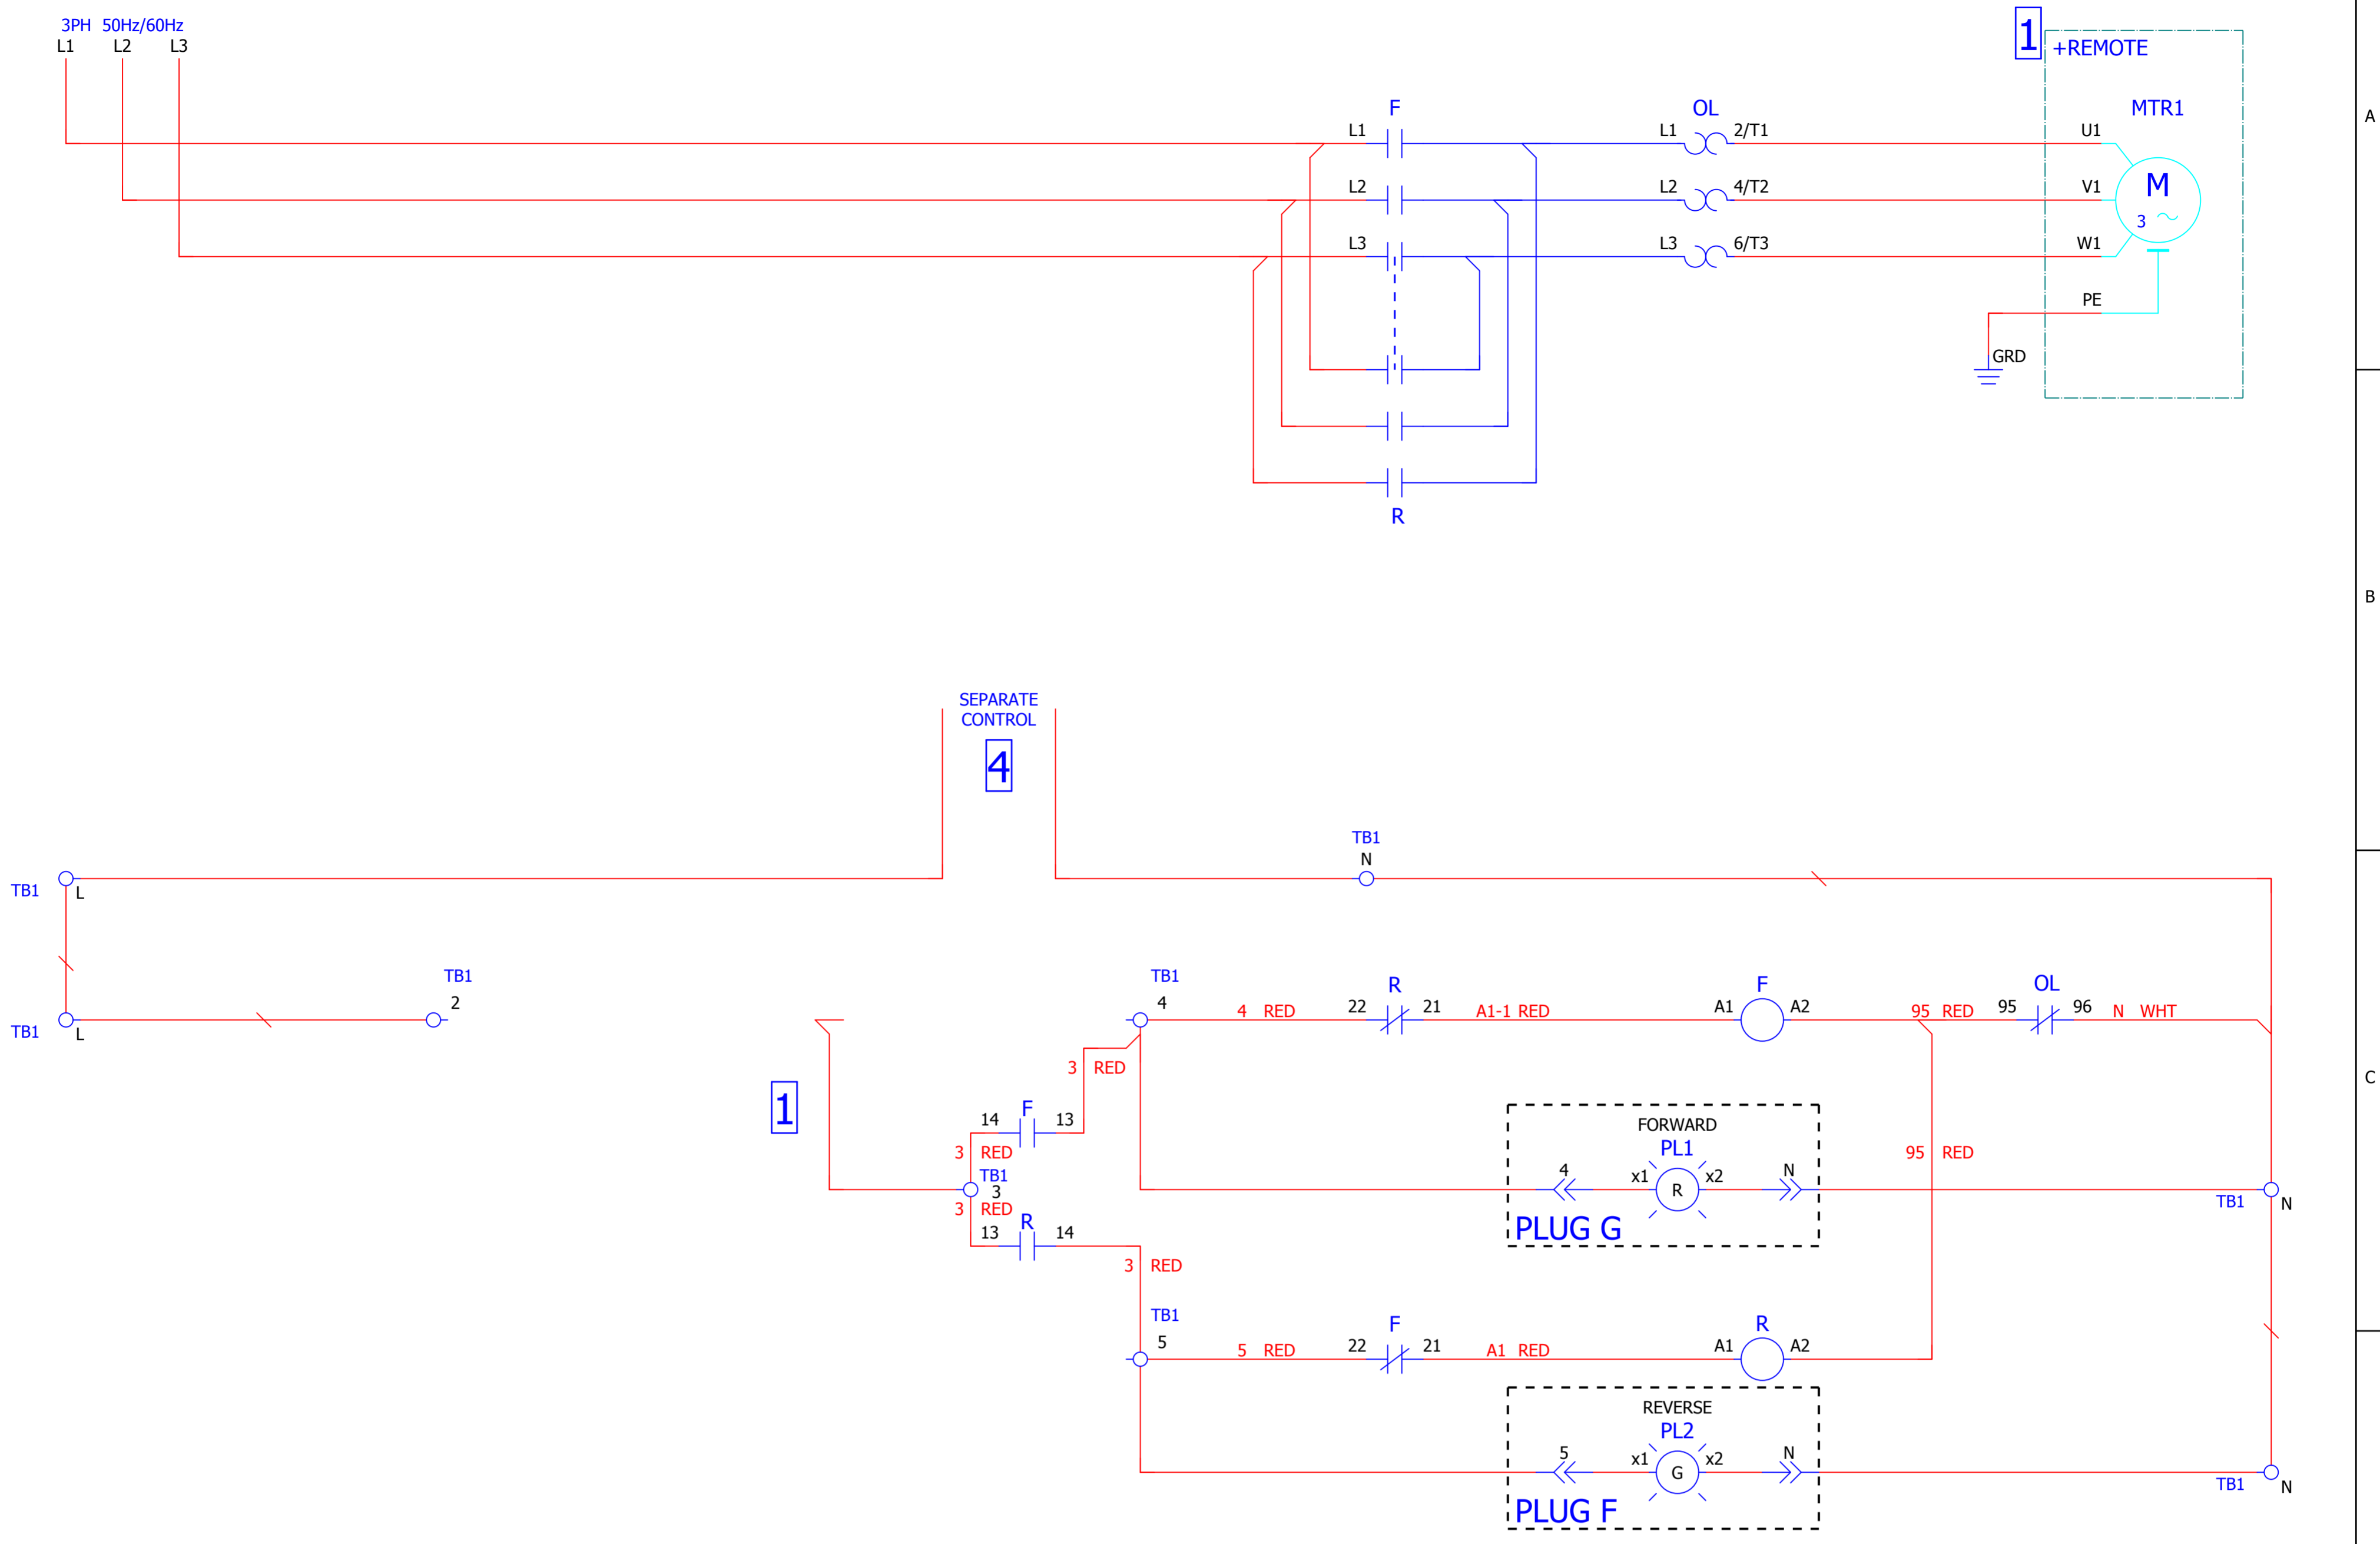 3PH 50Hz/60Hz
L1 L2 L3
1
+REMOTE
A
F
OL
MTR1
L1
L1
2/T1
U1
L2
L2
4/T2
V1
M
3
L3
L3
6/T3
W1
PE
GRD
R
B
SEPARATE
CONTROL
4
TB1
N
TB1
L
TB1
2
TB1
4
TB1
L
4 RED
R
22
21
A1-1 RED
F
A1
A2
95 RED
OL
95
96
N WHT
3 RED
C
1
F
14
13
3 RED
TB1
3
3 RED
R
13
14
3 RED
FORWARD
PL1
4
x1
R
x2
N
PLUG G
95 RED
TB1
N
TB1
5
5 RED
F
22
21
A1 RED
R
A1
A2
REVERSE
PL2
5
x1
G
x2
N
PLUG F
TB1
N